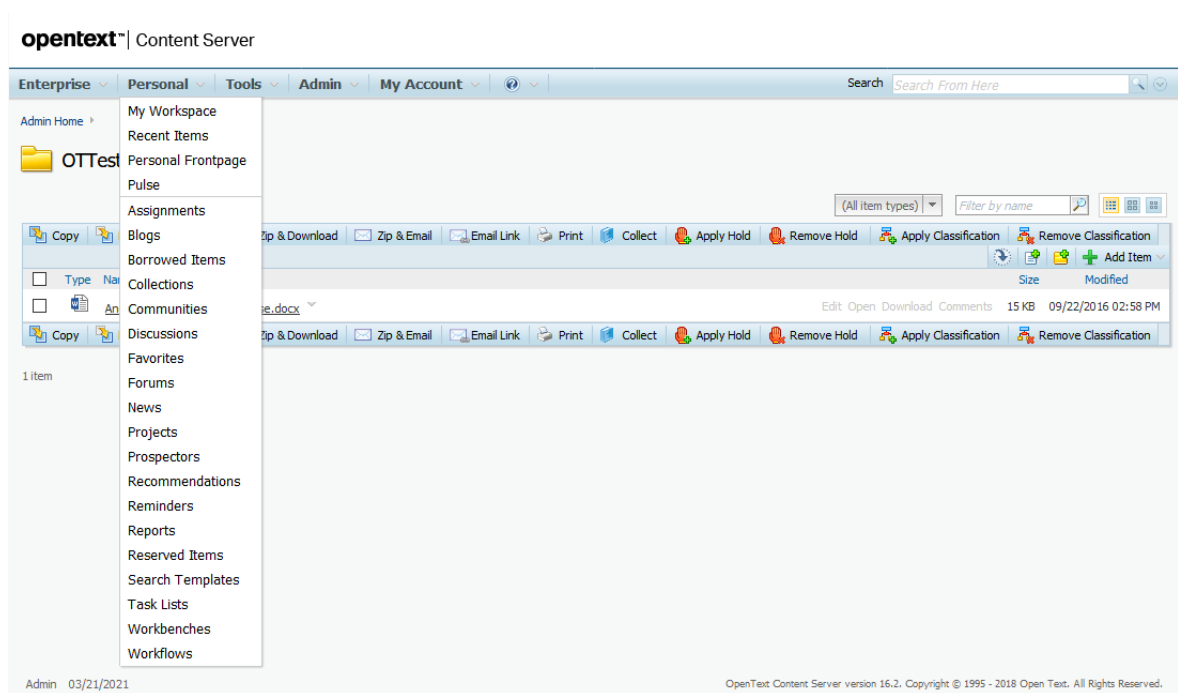 opentext™ | Content Server
Enterprise Personal Tools Admin My Account Search Search From Here
Admin Home
OTTest
My Workspace
Recent Items
Personal Frontpage
Pulse
Assignments
Blogs
Borrowed Items
Collections
Communities
Discussions
Favorites
Forums
News
Projects
Prospectors
Recommendations
Reminders
Reports
Reserved Items
Search Templates
Task Lists
Workbenches
Workflows
(All item types) Filter by name
Copy Zip & Download Zip & Email Email Link Print Collect Apply Hold Remove Hold Apply Classification Remove Classification
Add Item
Type Size Modified
se.docx Edit Open Download Comments 15 KB 09/22/2016 02:58 PM
Copy Zip & Download Zip & Email Email Link Print Collect Apply Hold Remove Hold Apply Classification Remove Classification
1 item
Admin 03/21/2021
OpenText Content Server version 16.2. Copyright © 1995 - 2018 Open Text. All Rights Reserved.